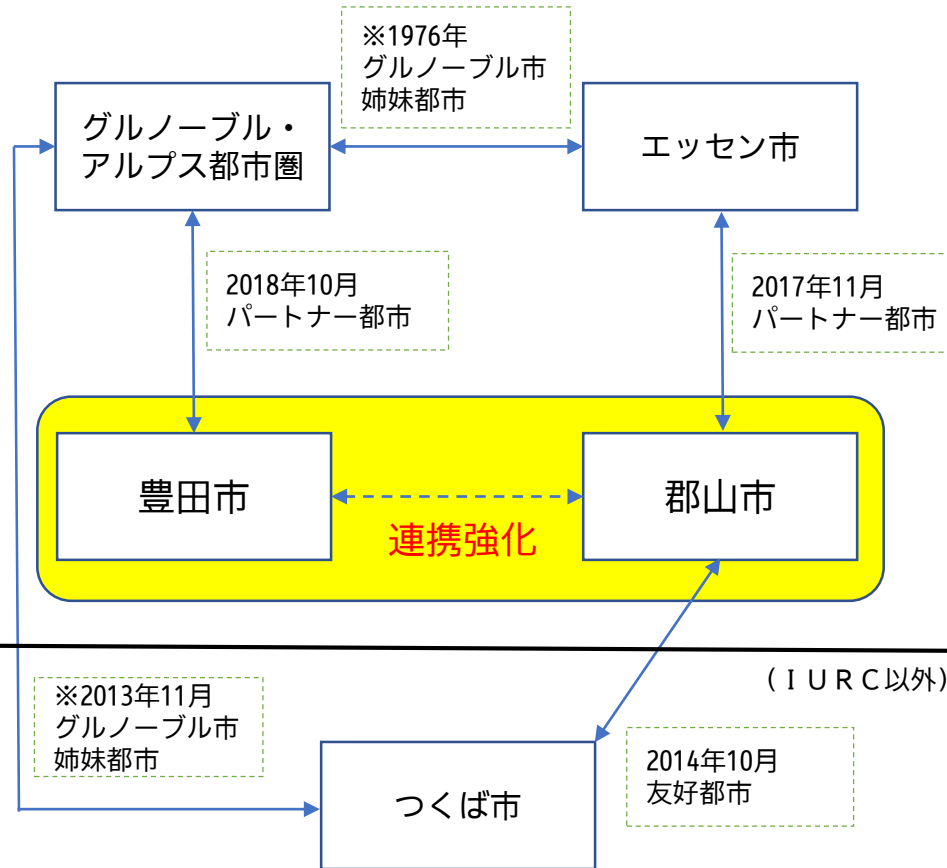 ※1976年
グルノーブル市
姉妹都市
グルノーブル・
アルプス都市圏
エッセン市
2018年10月
パートナー都市
2017年11月
パートナー都市
豊田市
郡山市
連携強化
(ＩＵＲＣ以外)
※2013年11月
グルノーブル市
姉妹都市
2014年10月
友好都市
つくば市